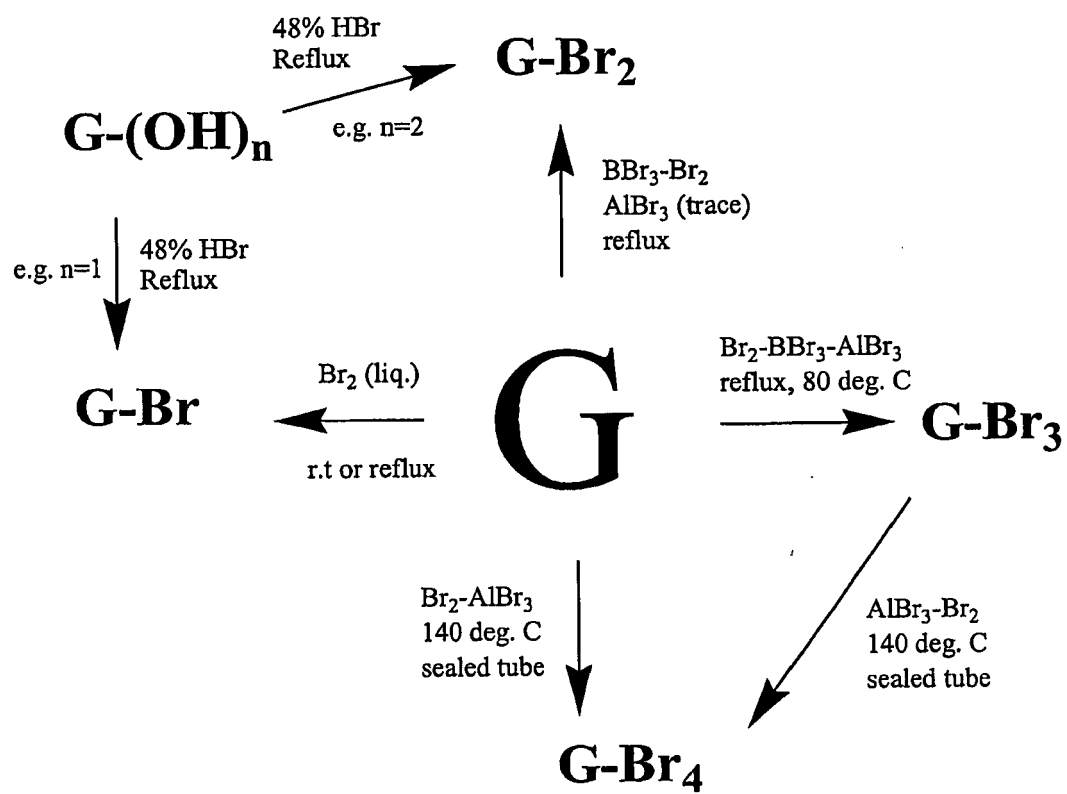 48% HBr
Reflux
G-Br₂
G-(OH)ₙ
e.g. n=2
BBr₃-Br₂
AlBr₃ (trace)
reflux
e.g. n=1
48% HBr
Reflux
G-Br
Br₂ (liq.)
r.t or reflux
G
Br₂-BBr₃-AlBr₃
reflux, 80 deg. C
G-Br₃
Br₂-AlBr₃
140 deg. C
sealed tube
AlBr₃-Br₂
140 deg. C
sealed tube
G-Br₄